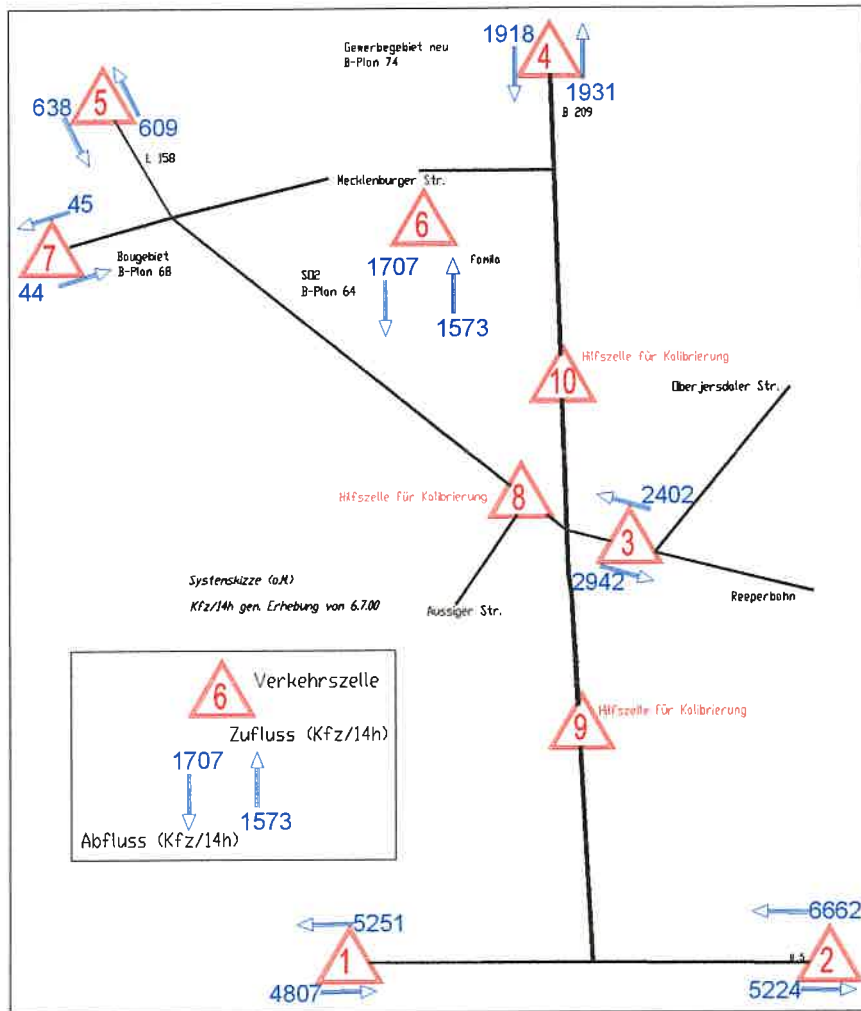 Gewerbegebiet neu
B-Plan 74
1918
4
1931
B 209
5
638
609
L 158
Mecklenburger Str.
45
7
44
Baugebiet
B-Plan 68
6
Famila
SO2
B-Plan 64
1707
1573
Hilfszelle für Kalibrierung
10
Oberjersdaler Str.
Hilfszelle für Kalibrierung
8
2402
3
2942
Reeperbahn
Aussiger Str.
Systemskizze (o.M.)
Kfz/14h gem. Erhebung von 6.7.00
6
Verkehrszelle
Zufluss (Kfz/14h)
1707
1573
Abfluss (Kfz/14h)
Hilfszelle für Kalibrierung
9
5251
1
4807
6662
B 5
2
5224